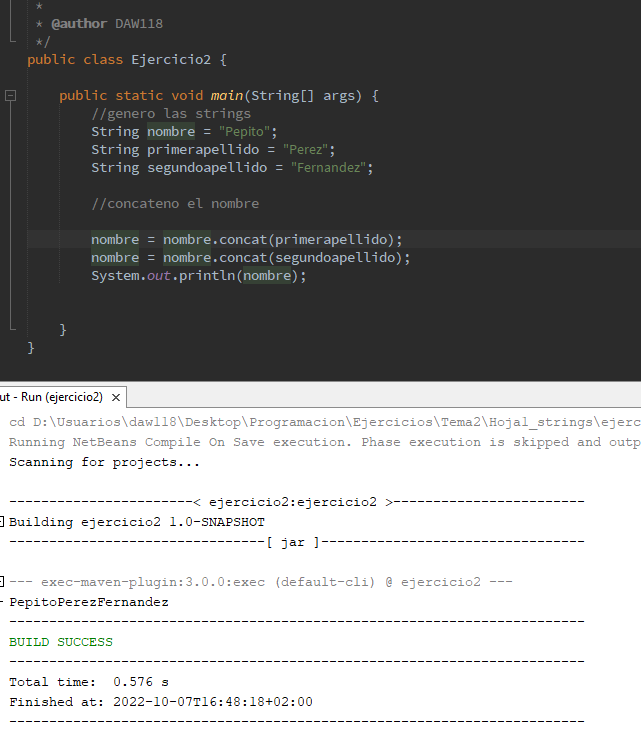 *
* @author DAW118
*/
public class Ejercicio2 {
public static void main(String[] args) {
//genero las strings
String nombre = "Pepito";
String primerapellido = "Perez";
String segundoapellido = "Fernandez";
//concateno el nombre
nombre = nombre.concat(primerapellido);
nombre = nombre.concat(segundoapellido);
System.out.println(nombre);
}
}
ut - Run (ejercicio2) ×
cd D:\Usuarios\daw118\Desktop\Programacion\Ejercicios\Tema2\Hoja1_strings\ejerc
Running NetBeans Compile On Save execution. Phase execution is skipped and outp
Scanning for projects...
-----------------------< ejercicio2:ejercicio2 >------------------------
Building ejercicio2 1.0-SNAPSHOT
--------------------------------[ jar ]---------------------------------
--- exec-maven-plugin:3.0.0:exec (default-cli) @ ejercicio2 ---
PepitoPerezFernandez
------------------------------------------------------------------------
BUILD SUCCESS
------------------------------------------------------------------------
Total time:  0.576 s
Finished at: 2022-10-07T16:48:18+02:00
------------------------------------------------------------------------